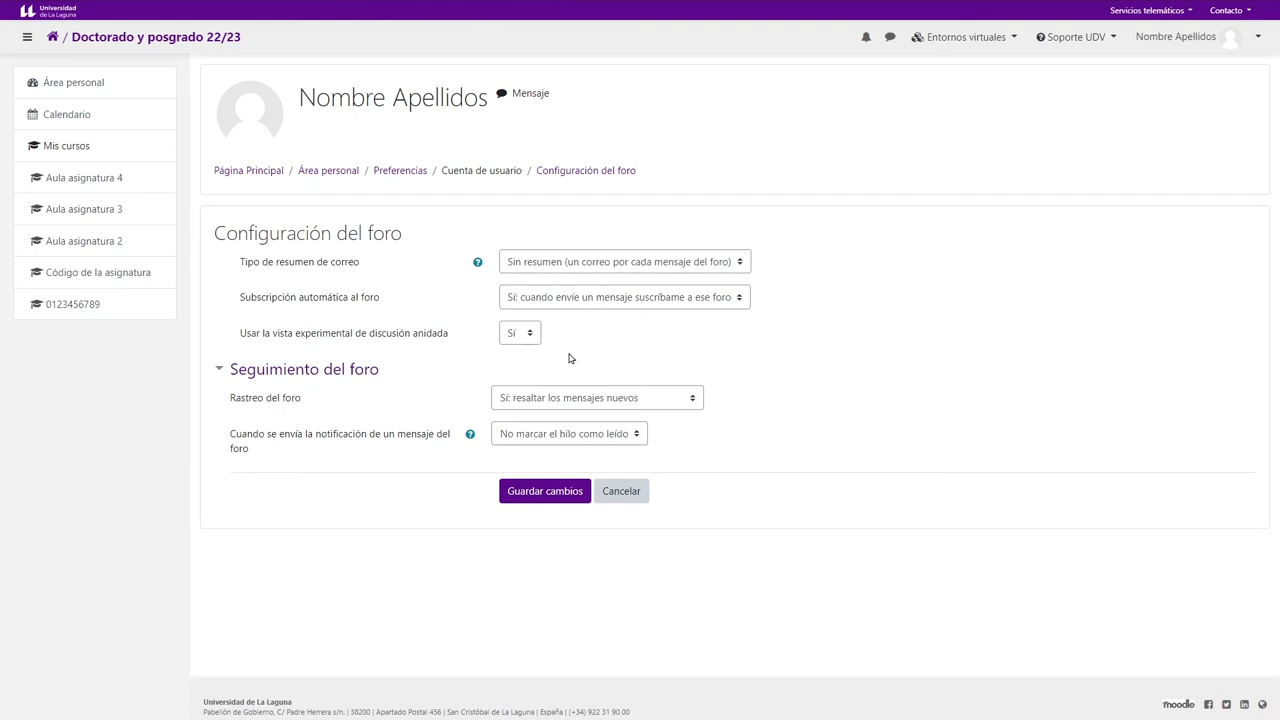 Universidad
de La Laguna
Servicios telemáticos
Contacto
/ Doctorado y posgrado 22/23
Entornos virtuales
Soporte UDV
Nombre Apellidos
Área personal
Calendario
Mis cursos
Aula asignatura 4
Aula asignatura 3
Aula asignatura 2
Código de la asignatura
0123456789
Nombre Apellidos
Mensaje
Página Principal / Área personal / Preferencias / Cuenta de usuario / Configuración del foro
Configuración del foro
Tipo de resumen de correo
Sin resumen (un correo por cada mensaje del foro)
Subscripción automática al foro
Sí: cuando envíe un mensaje suscríbame a ese foro
Usar la vista experimental de discusión anidada
Sí
Seguimiento del foro
Rastreo del foro
Sí: resaltar los mensajes nuevos
Cuando se envía la notificación de un mensaje del
foro
No marcar el hilo como leído
Guardar cambios
Cancelar
Universidad de La Laguna
Pabellón de Gobierno, C/ Padre Herrera s/n. | 38200 | Apartado Postal 456 | San Cristóbal de La Laguna | España | (+34) 922 31 90 00
moodle